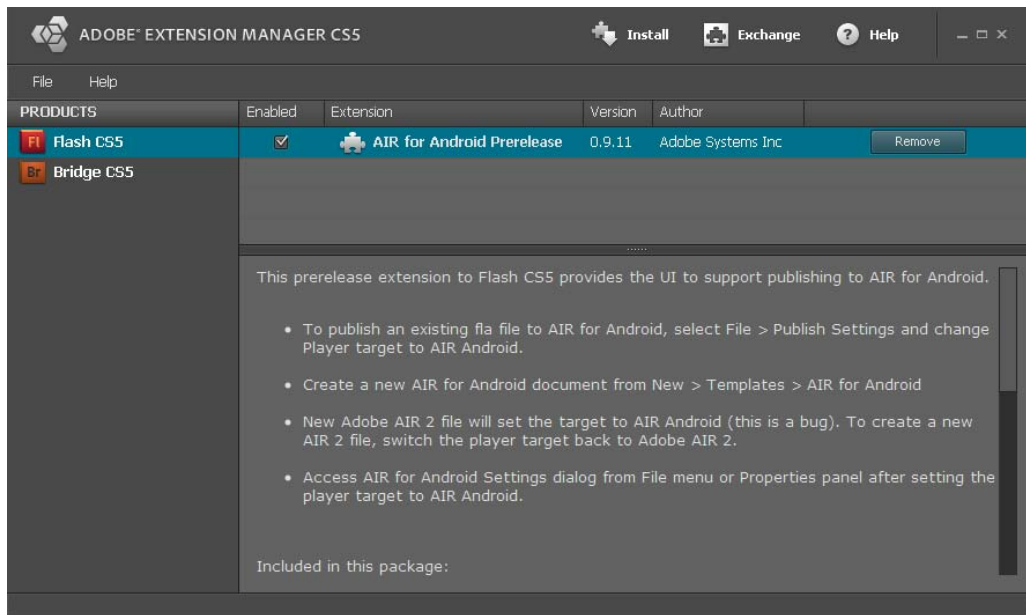 ADOBE® EXTENSION MANAGER CS5
Install
Exchange
? Help
File Help
PRODUCTS
Enabled Extension Version Author
Fl Flash CS5
AIR for Android Prerelease 0.9.11 Adobe Systems Inc Remove
Br Bridge CS5
This prerelease extension to Flash CS5 provides the UI to support publishing to AIR for Android.
• To publish an existing fla file to AIR for Android, select File > Publish Settings and change
Player target to AIR Android.
• Create a new AIR for Android document from New > Templates > AIR for Android
• New Adobe AIR 2 file will set the target to AIR Android (this is a bug). To create a new
AIR 2 file, switch the player target back to Adobe AIR 2.
• Access AIR for Android Settings dialog from File menu or Properties panel after setting the
player target to AIR Android.
Included in this package: